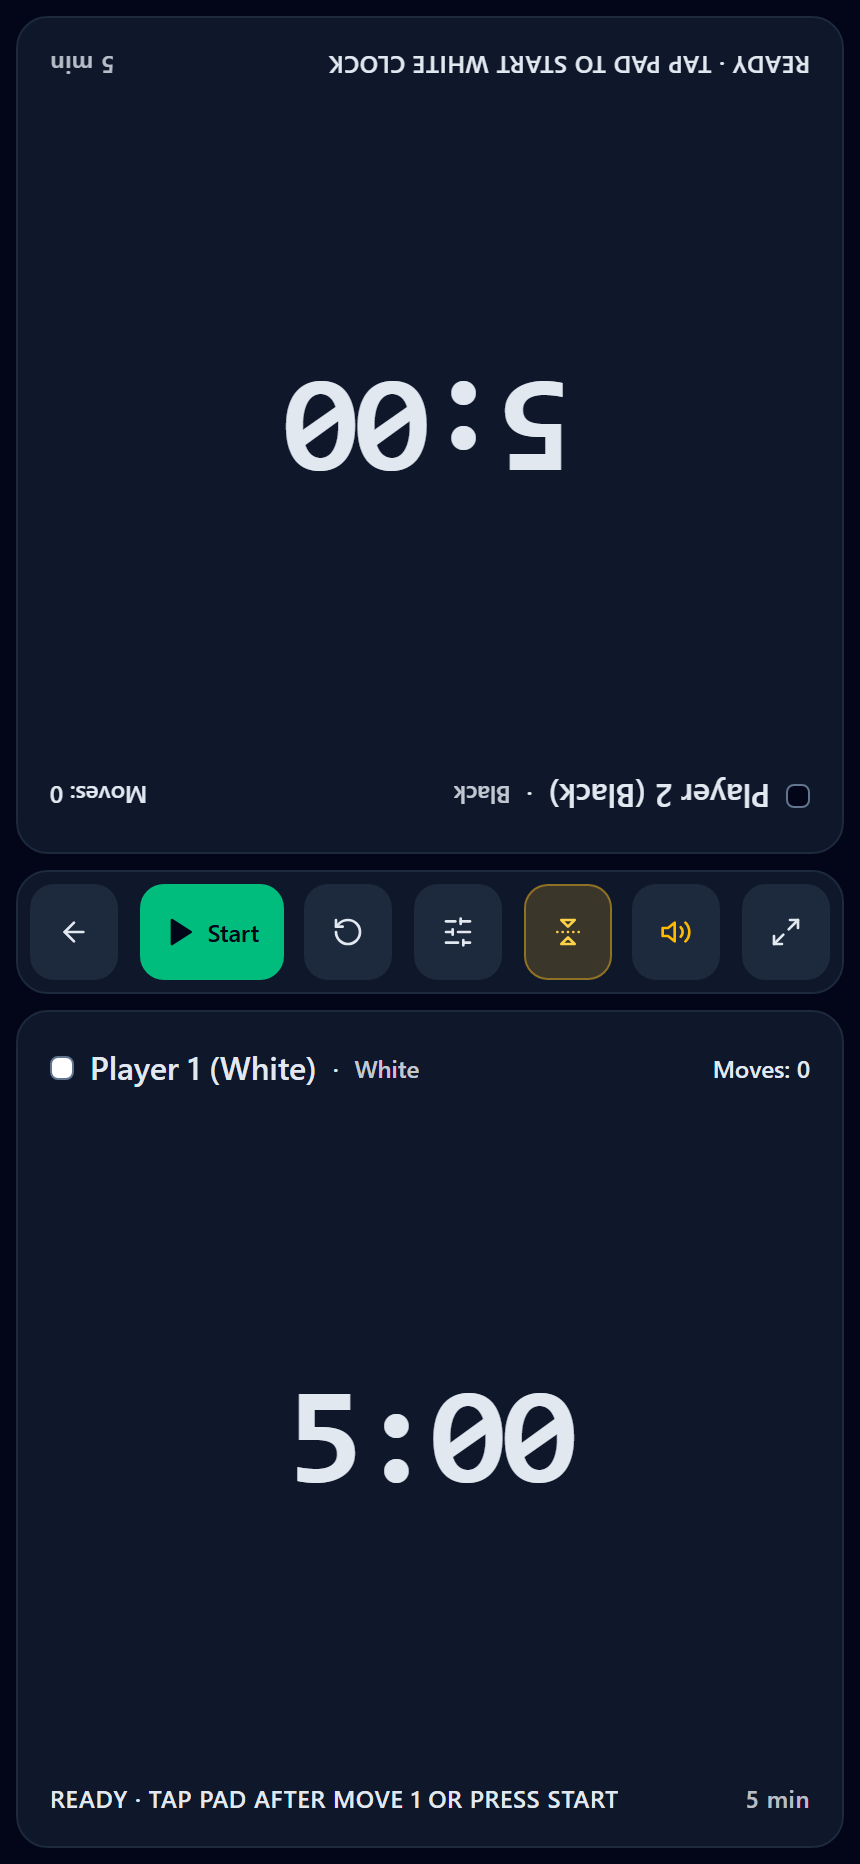 READY · TAP PAD TO START WHITE CLOCK
5 min
5:00
Player 2 (Black) · Black
Moves: 0
Start
Player 1 (White) · White
Moves: 0
5:00
READY · TAP PAD AFTER MOVE 1 OR PRESS START
5 min